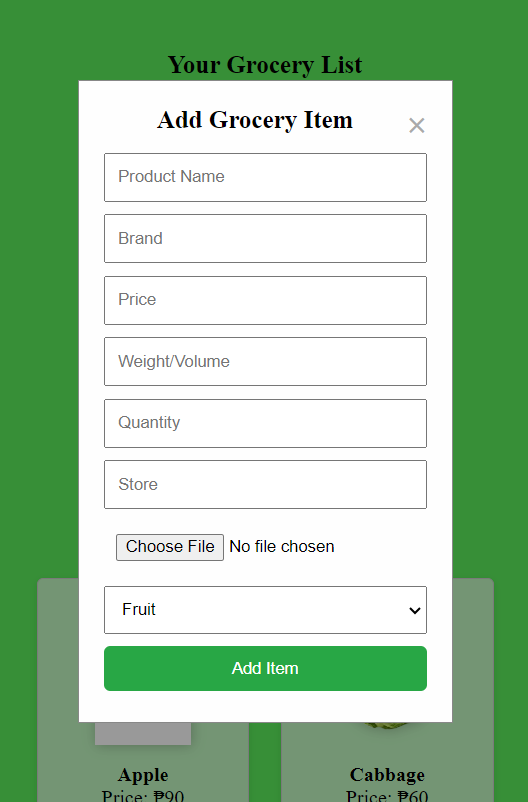 Your Grocery List
Add Grocery Item
×
Product Name
Brand
Price
Weight/Volume
Quantity
Store
Choose File No file chosen
Fruit
Add Item
Apple
Price: ₱90
Cabbage
Price: ₱60